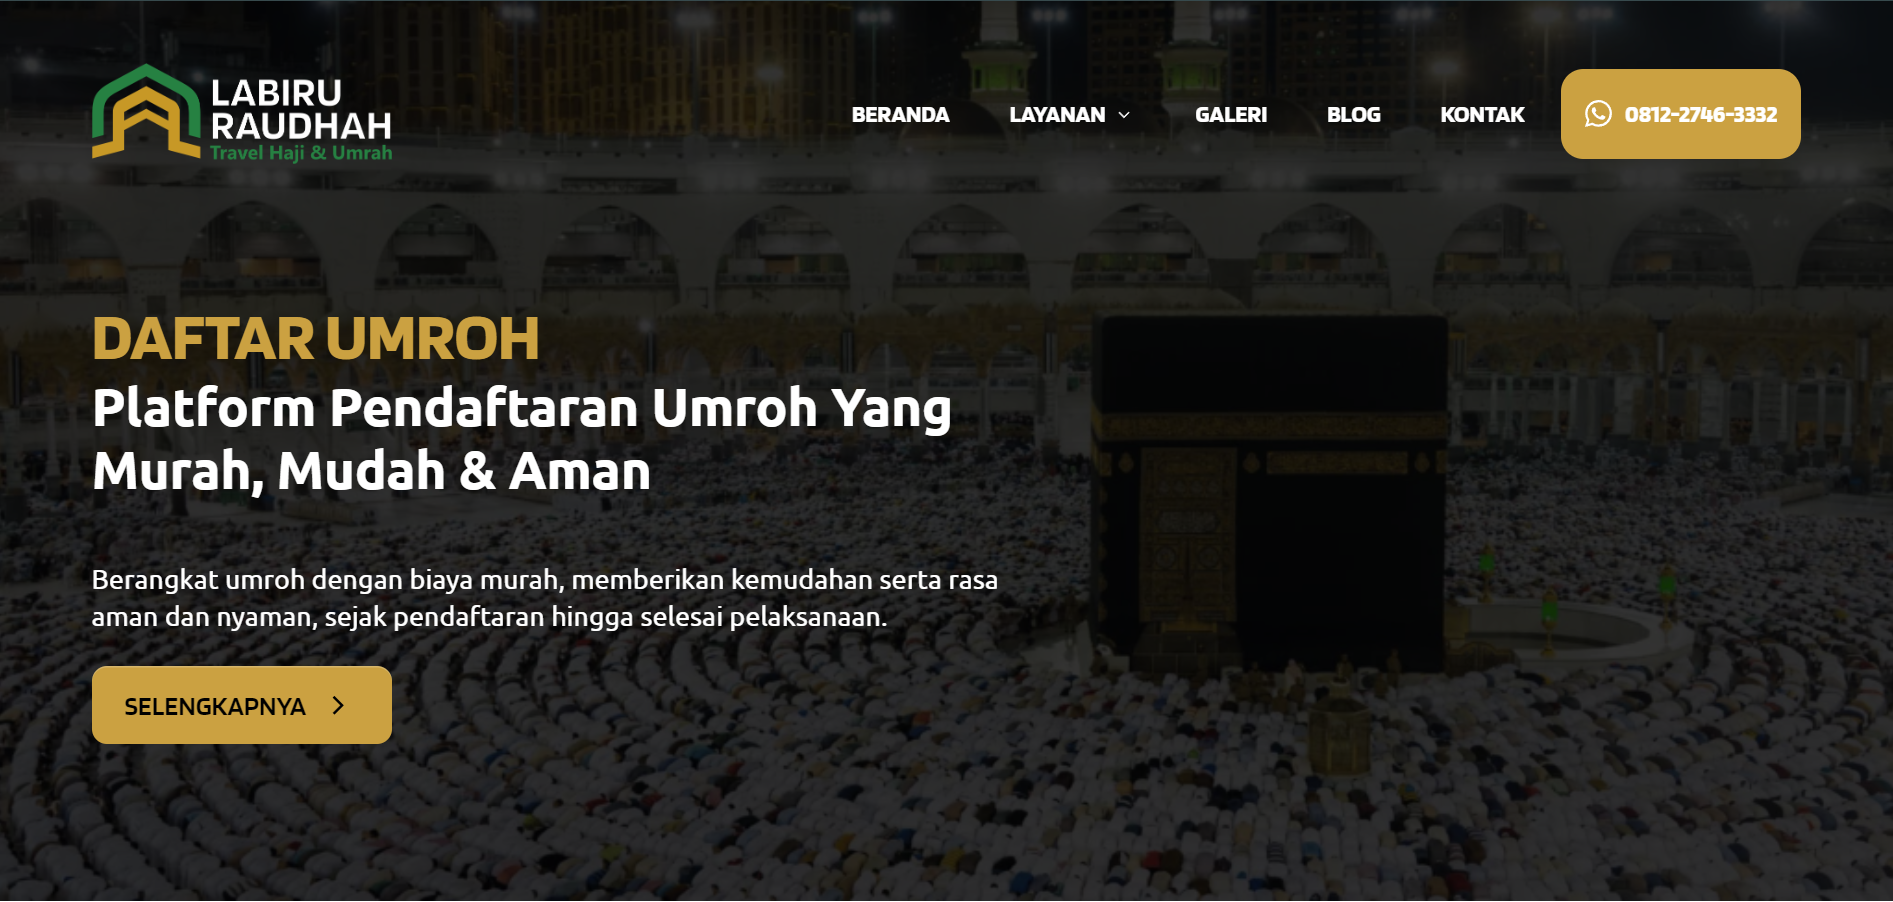 LABIRU
RAUDHAH
Travel Haji & Umrah
BERANDA
LAYANAN
GALERI
BLOG
KONTAK
0812-2746-3332
DAFTAR UMROH
Platform Pendaftaran Umroh Yang
Murah, Mudah & Aman
Berangkat umroh dengan biaya murah, memberikan kemudahan serta rasa
aman dan nyaman, sejak pendaftaran hingga selesai pelaksanaan.
SELENGKAPNYA